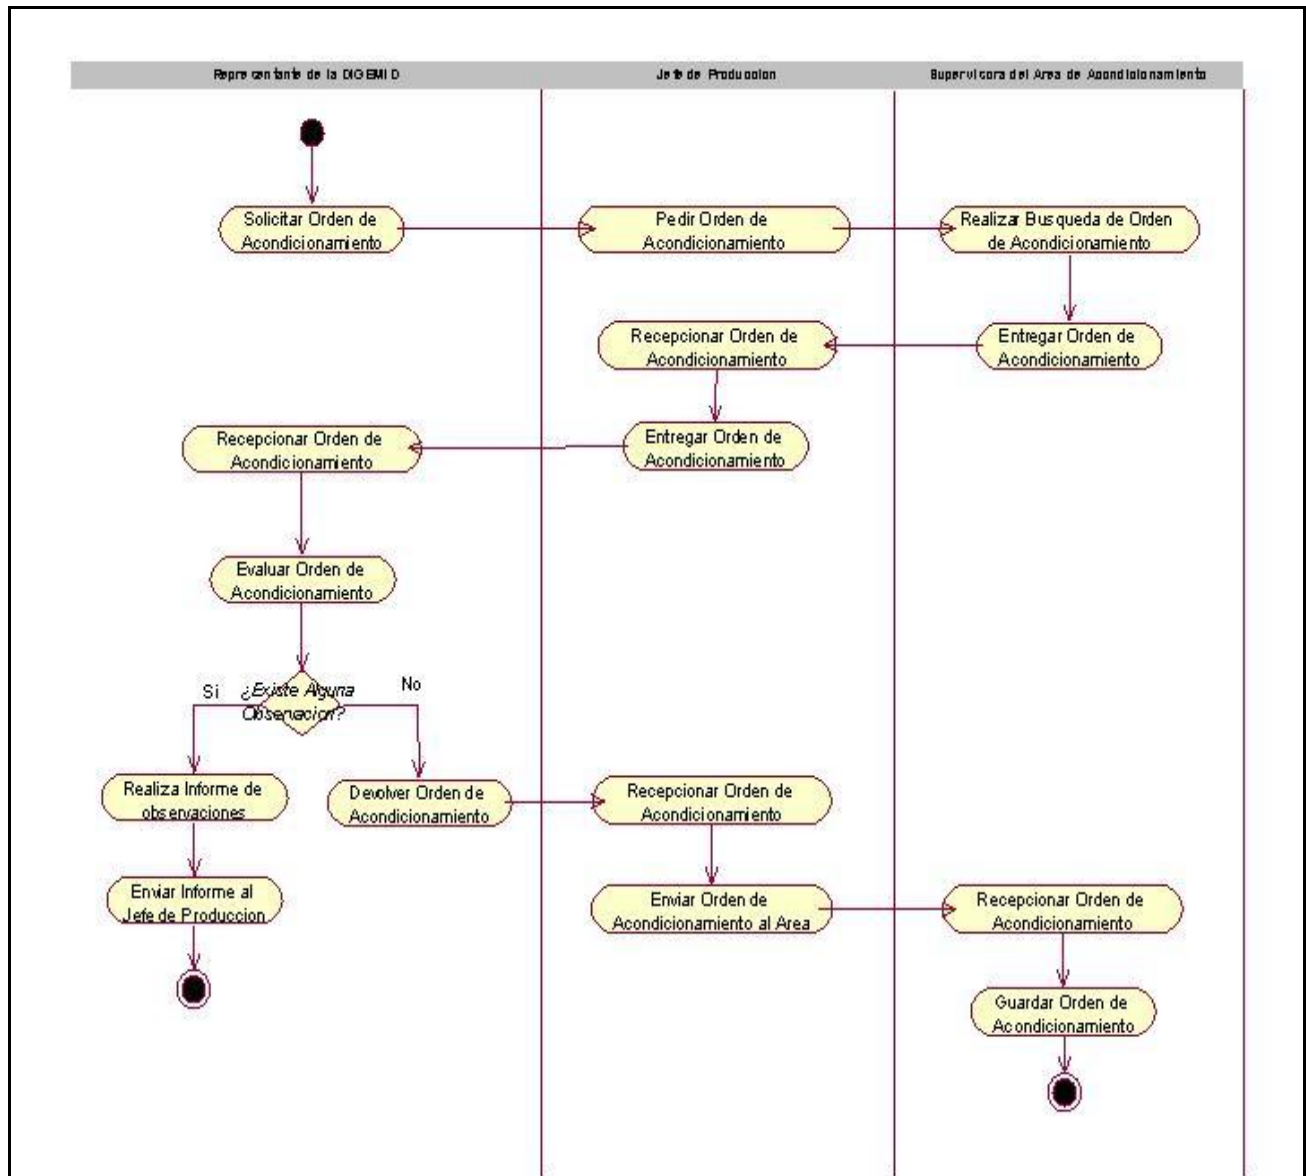 Representante de la DIGEMID
Jefe de Produccion
Supervisora del Area de Acondicionamiento
Solicitar Orden de
Acondicionamiento
Pedir Orden de
Acondicionamiento
Realizar Busqueda de Orden
de Acondicionamiento
Recepcionar Orden de
Acondicionamiento
Entregar Orden de
Acondicionamiento
Recepcionar Orden de
Acondicionamiento
Entregar Orden de
Acondicionamiento
Evaluar Orden de
Acondicionamiento
Si
¿Existe Alguna
Observacion?
No
Realiza Informe de
observaciones
Devolver Orden de
Acondicionamiento
Recepcionar Orden de
Acondicionamiento
Enviar Informe al
Jefe de Produccion
Enviar Orden de
Acondicionamiento al Area
Recepcionar Orden de
Acondicionamiento
Guardar Orden de
Acondicionamiento